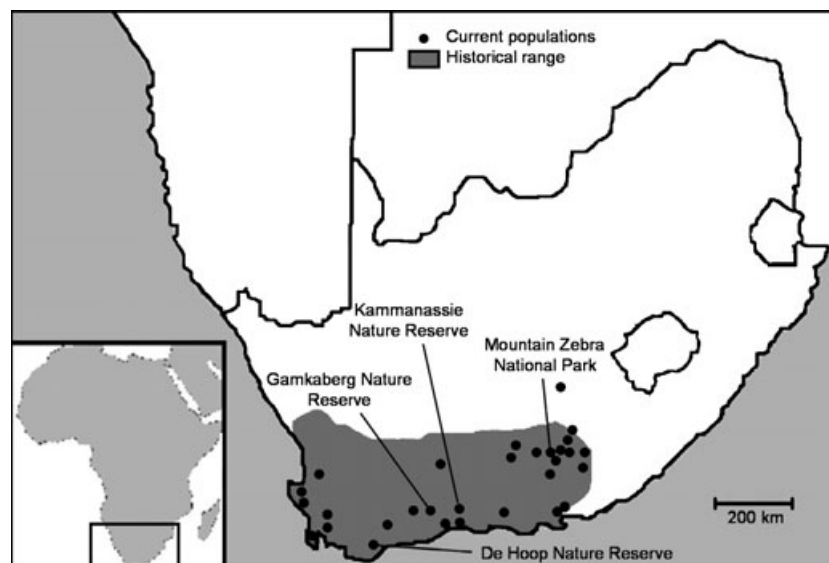 Current populations
Historical range
Kammanassie
Nature Reserve
Mountain Zebra
National Park
Gamkaberg Nature
Reserve
200 km
De Hoop Nature Reserve